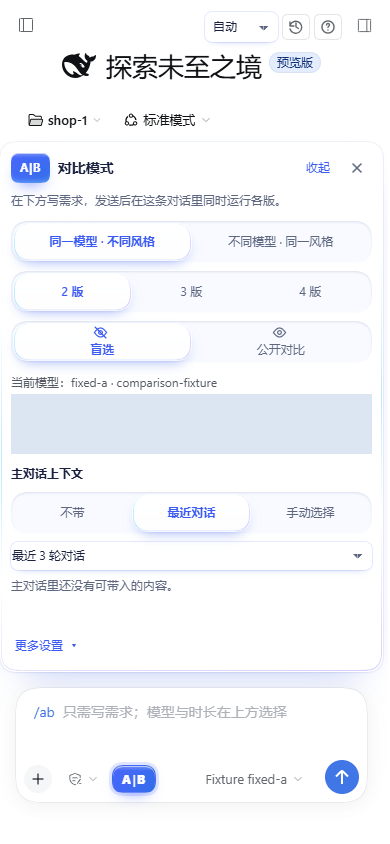 自动
探索未至之境 预览版
shop-1 标准模式
A|B 对比模式 收起
在下方写需求，发送后在这条对话里同时运行各版。
同一模型 · 不同风格 不同模型 · 同一风格
2 版 3 版 4 版
盲选 公开对比
当前模型：fixed-a · comparison-fixture
主对话上下文
不带 最近对话 手动选择
最近 3 轮对话
主对话里还没有可带入的内容。
更多设置
/ab 只需写需求；模型与时长在上方选择
A|B Fixture fixed-a